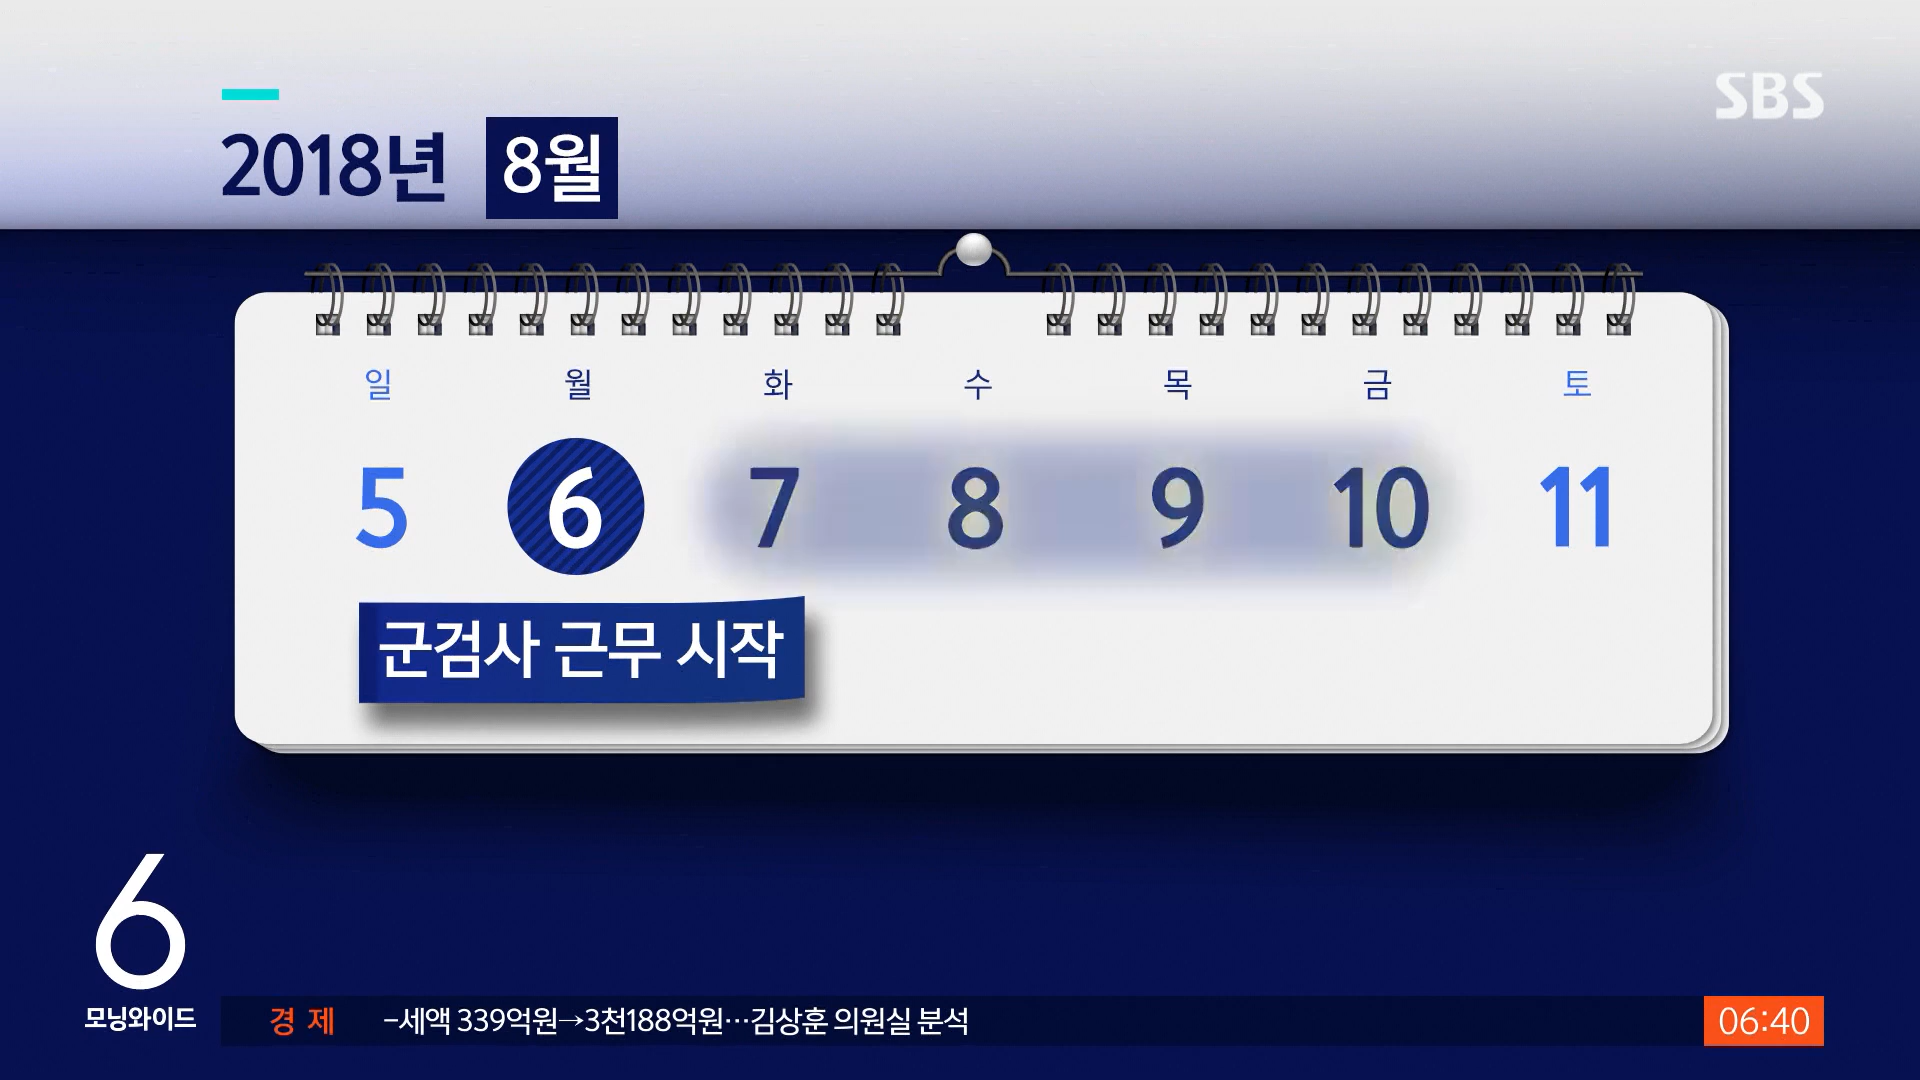 SBS
2018년 8월
일 월 화 수 목 금 토
5 6 7 8 9 10 11
군검사 근무 시작
6
모닝와이드
경 제 -세액 339억원→3천188억원…김상훈 의원실 분석 06:40